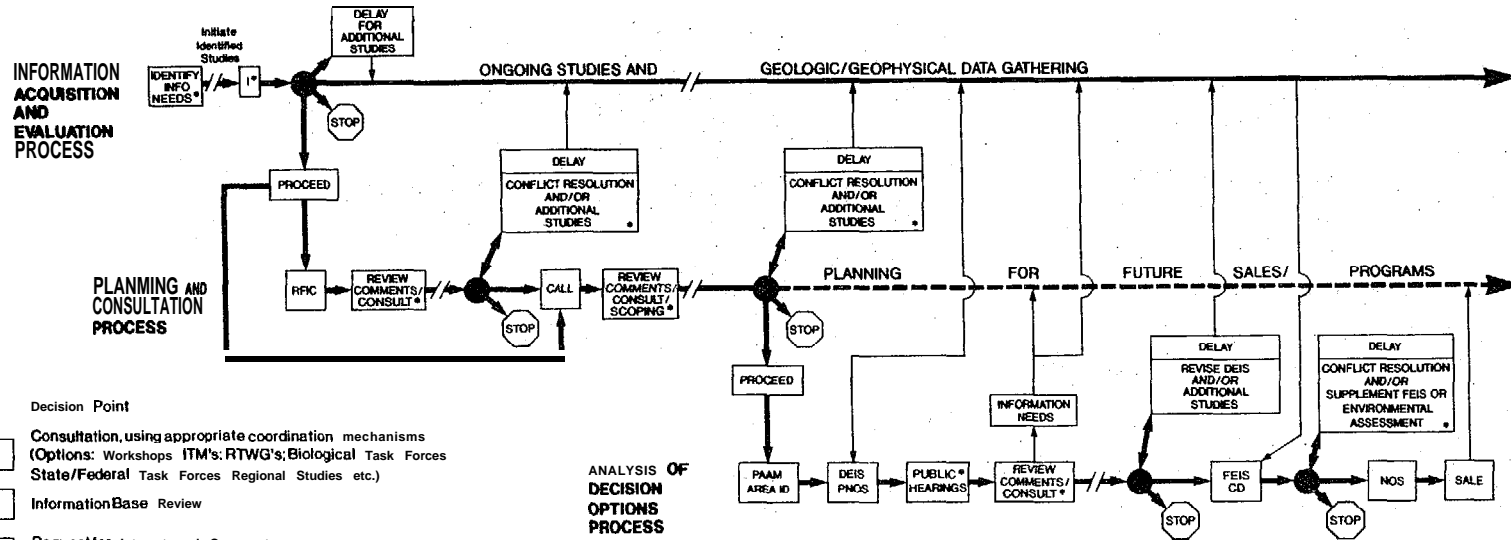 DELAY
FOR
ADDITIONAL
STUDIES
Initiate
Identified
Studies
INFORMATION
ACQUISITION
AND
EVALUATION
PROCESS
IDENTIFY
INFO
NEEDS*
I*
STOP
ONGOING STUDIES AND GEOLOGIC/GEOPHYSICAL DATA GATHERING
PROCEED
DELAY
CONFLICT RESOLUTION
AND/OR
ADDITIONAL
STUDIES *
DELAY
CONFLICT RESOLUTION
AND/OR
ADDITIONAL
STUDIES *
PLANNING AND
CONSULTATION
PROCESS
RFIC
REVIEW
COMMENTS/
CONSULT*
STOP
CALL
REVIEW
COMMENTS/
CONSULT/
SCOPING*
STOP
PLANNING FOR FUTURE SALES/ PROGRAMS
PROCEED
INFORMATION
NEEDS
DELAY
REVISE DEIS
AND/OR
ADDITIONAL
STUDIES
DELAY
CONFLICT RESOLUTION
AND/OR
SUPPLEMENT FEIS OR
ENVIRONMENTAL
ASSESSMENT *
ANALYSIS OF
DECISION
OPTIONS
PROCESS
PAAM
AREA ID
DEIS
PNOS
PUBLIC*
HEARINGS
REVIEW
COMMENTS/
CONSULT*
STOP
FEIS
CD
STOP
NOS
SALE
Decision Point
Consultation, using appropriate coordination mechanisms
(Options: Workshops ITM's: RTWG's; Biological Task Forces
State/Federal Task Forces Regional Studies etc.)
Information Base Review